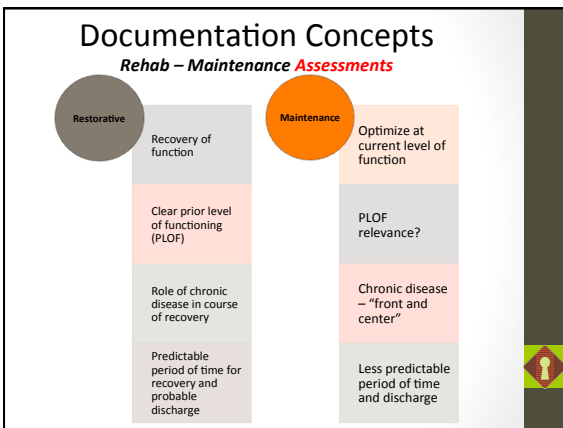 Documentation Concepts
Rehab – Maintenance Assessments
Restorative
Recovery of
function
Clear prior level
of functioning
(PLOF)
Role of chronic
disease in course
of recovery
Predictable
period of time for
recovery and
probable
discharge
Maintenance
Optimize at
current level of
function
PLOF
relevance?
Chronic disease
– “front and
center”
Less predictable
period of time
and discharge